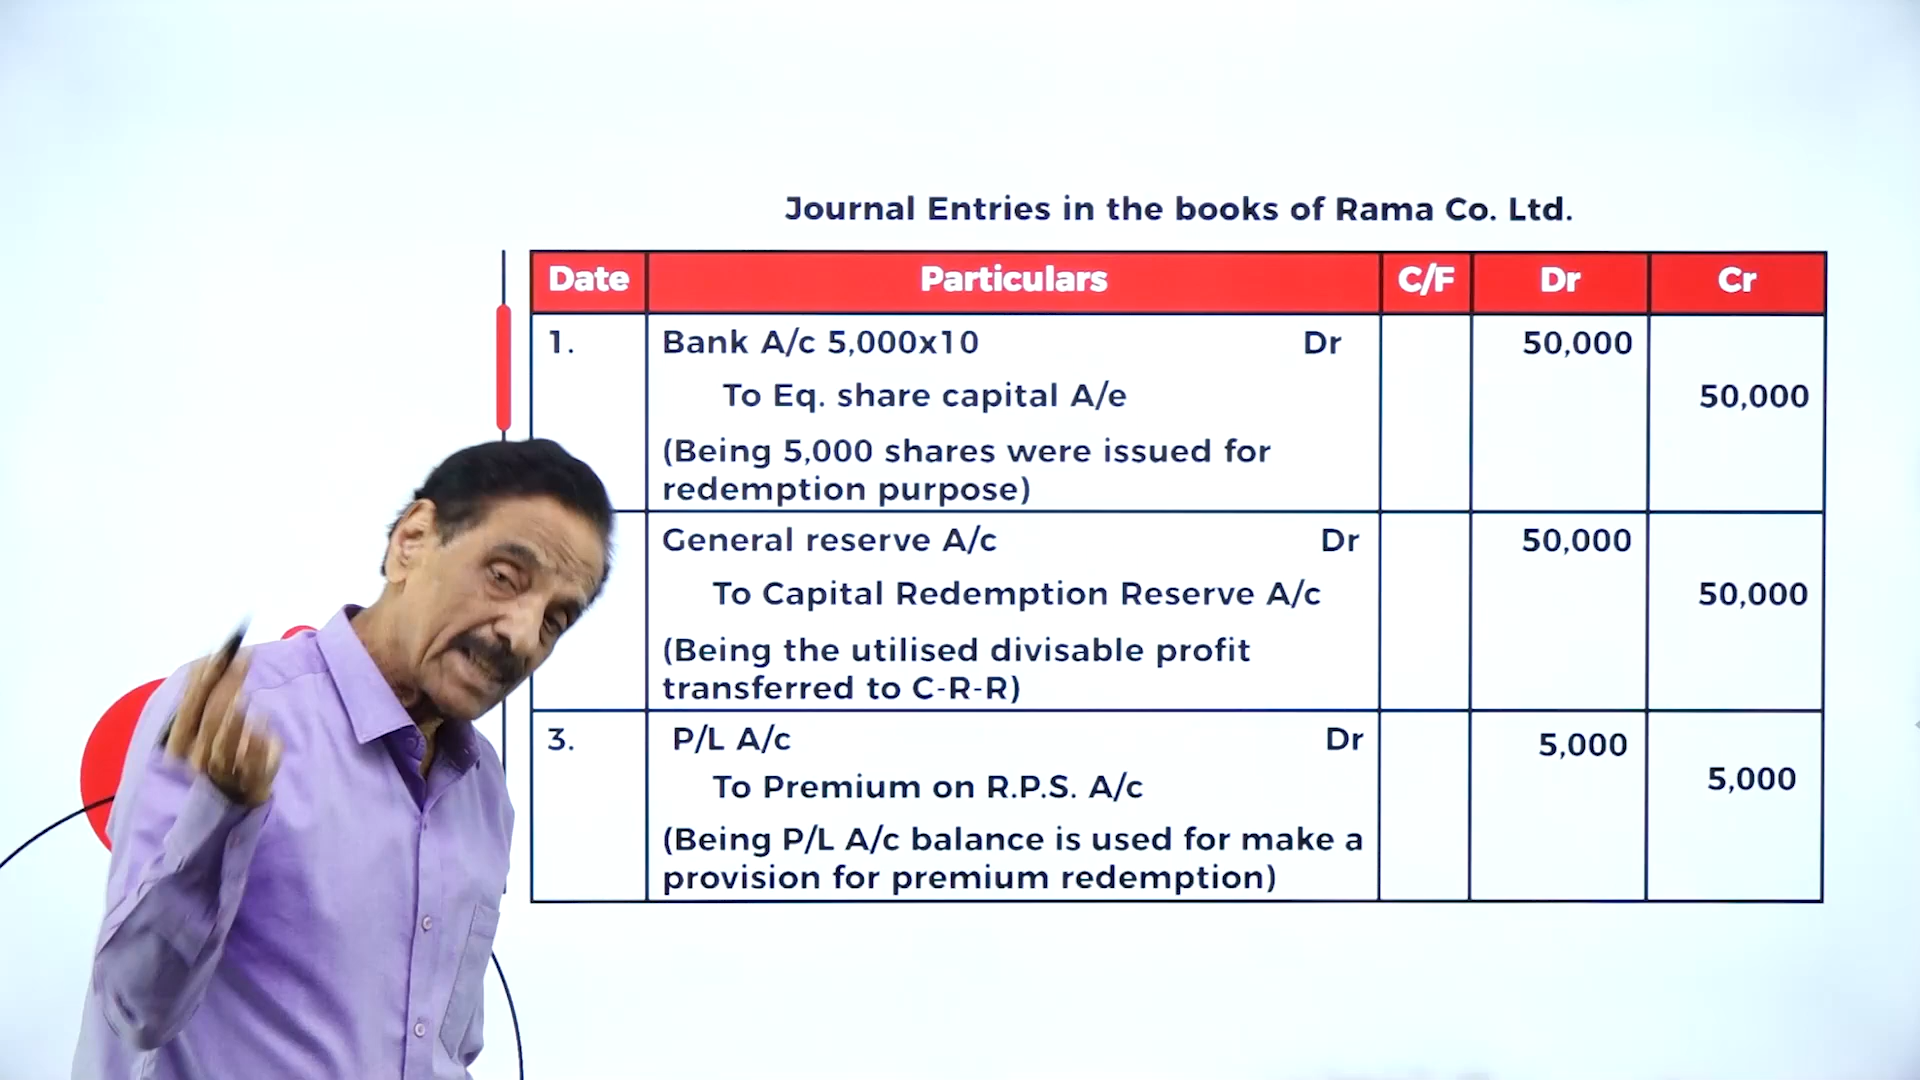 Journal Entries in the books of Rama Co. Ltd.
Date Particulars C/F Dr Cr
1. Bank A/c 5,000x10 Dr 50,000
To Eq. share capital A/e 50,000
(Being 5,000 shares were issued for
redemption purpose)
General reserve A/c Dr 50,000
To Capital Redemption Reserve A/c 50,000
(Being the utilised divisable profit
transferred to C-R-R)
3. P/L A/c Dr 5,000
To Premium on R.P.S. A/c 5,000
(Being P/L A/c balance is used for make a
provision for premium redemption)